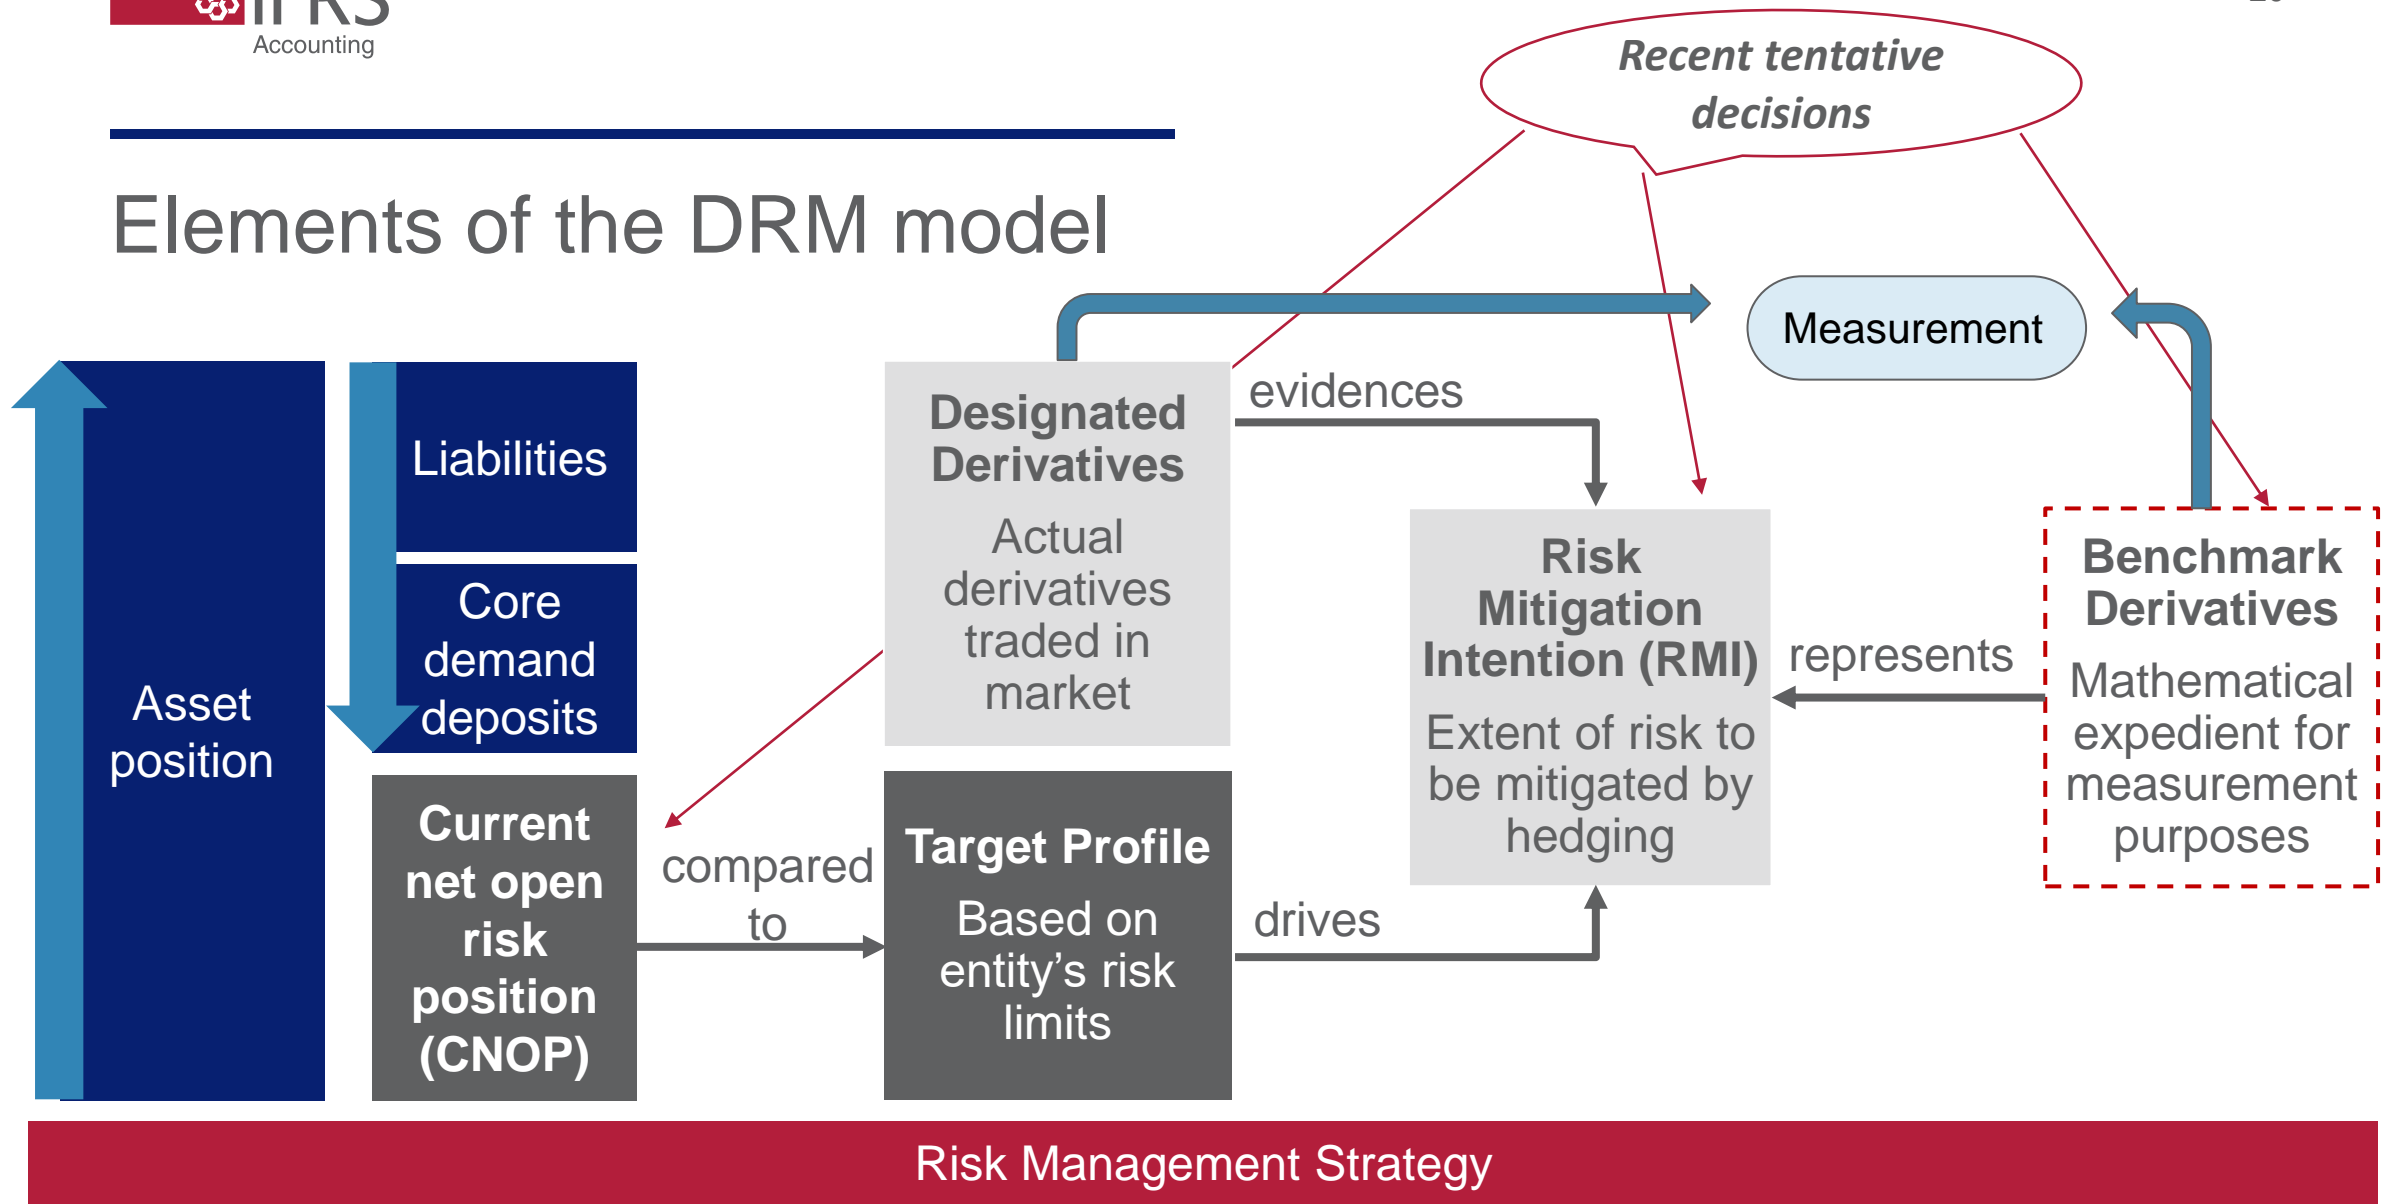 IFRS
Accounting
Recent tentative
decisions
Elements of the DRM model
Measurement
Asset
position
Liabilities
Core
demand
deposits
Current
net open
risk
position
(CNOP)
compared
to
Designated
Derivatives
Actual
derivatives
traded in
market
Target Profile
Based on
entity’s risk
limits
evidences
drives
Risk
Mitigation
Intention (RMI)
Extent of risk to
be mitigated by
hedging
represents
Benchmark
Derivatives
Mathematical
expedient for
measurement
purposes
Risk Management Strategy